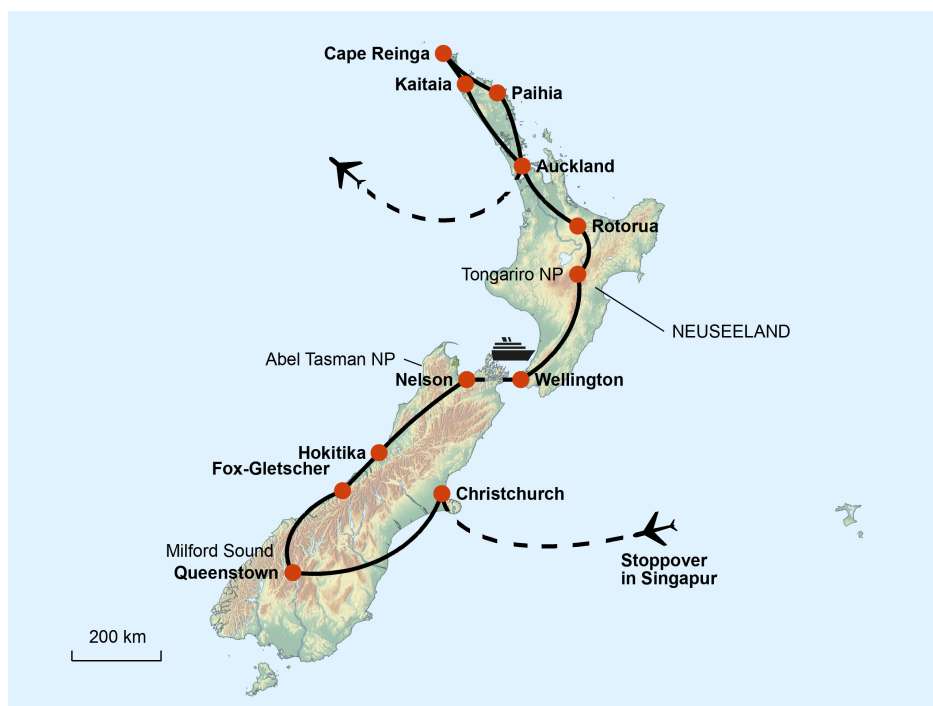 Cape Reinga
Kaitaia
Paihia
Auckland
Rotorua
Tongariro NP
NEUSEELAND
Abel Tasman NP
Nelson
Wellington
Hokitika
Fox-Gletscher
Christchurch
Milford Sound
Queenstown
Stoppover
in Singapur
200 km